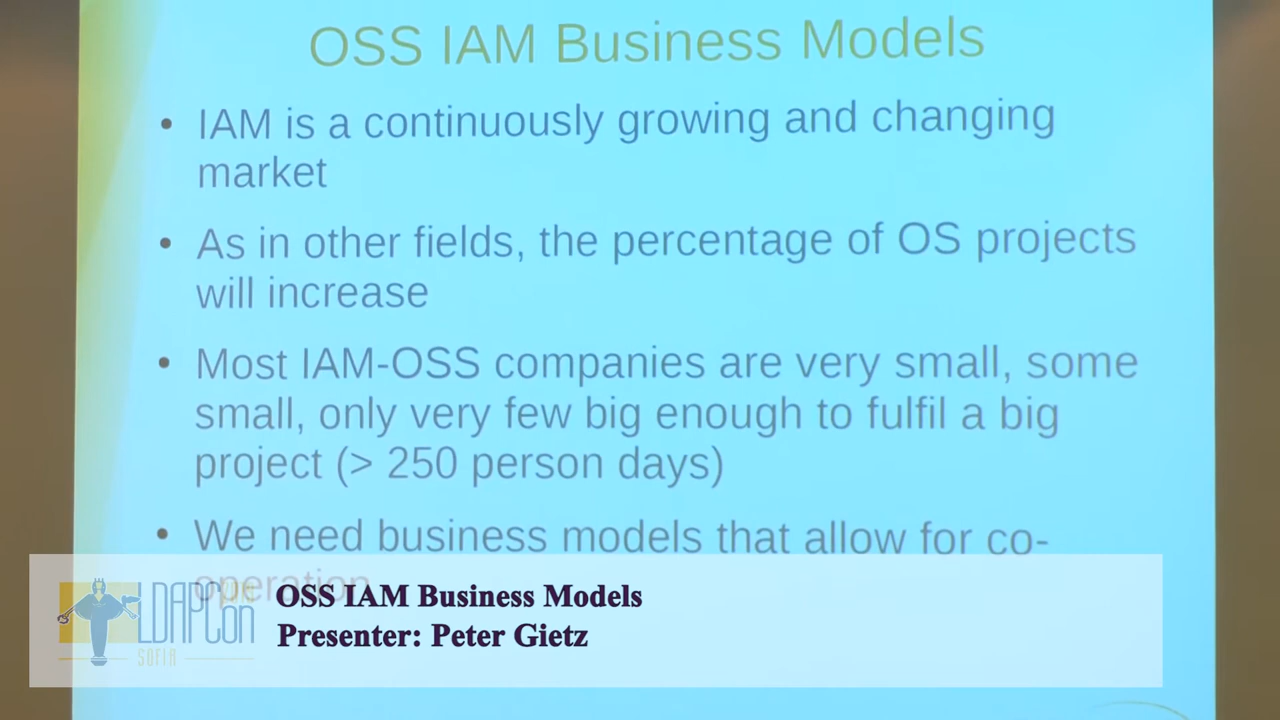 OSS IAM Business Models
• IAM is a continuously growing and changing
market
• As in other fields, the percentage of OS projects
will increase
• Most IAM-OSS companies are very small, some
small, only very few big enough to fulfil a big
project (> 250 person days)
• We need business models that allow for co-
operation
LDAPCon
SOFIA
OSS IAM Business Models
Presenter: Peter Gietz